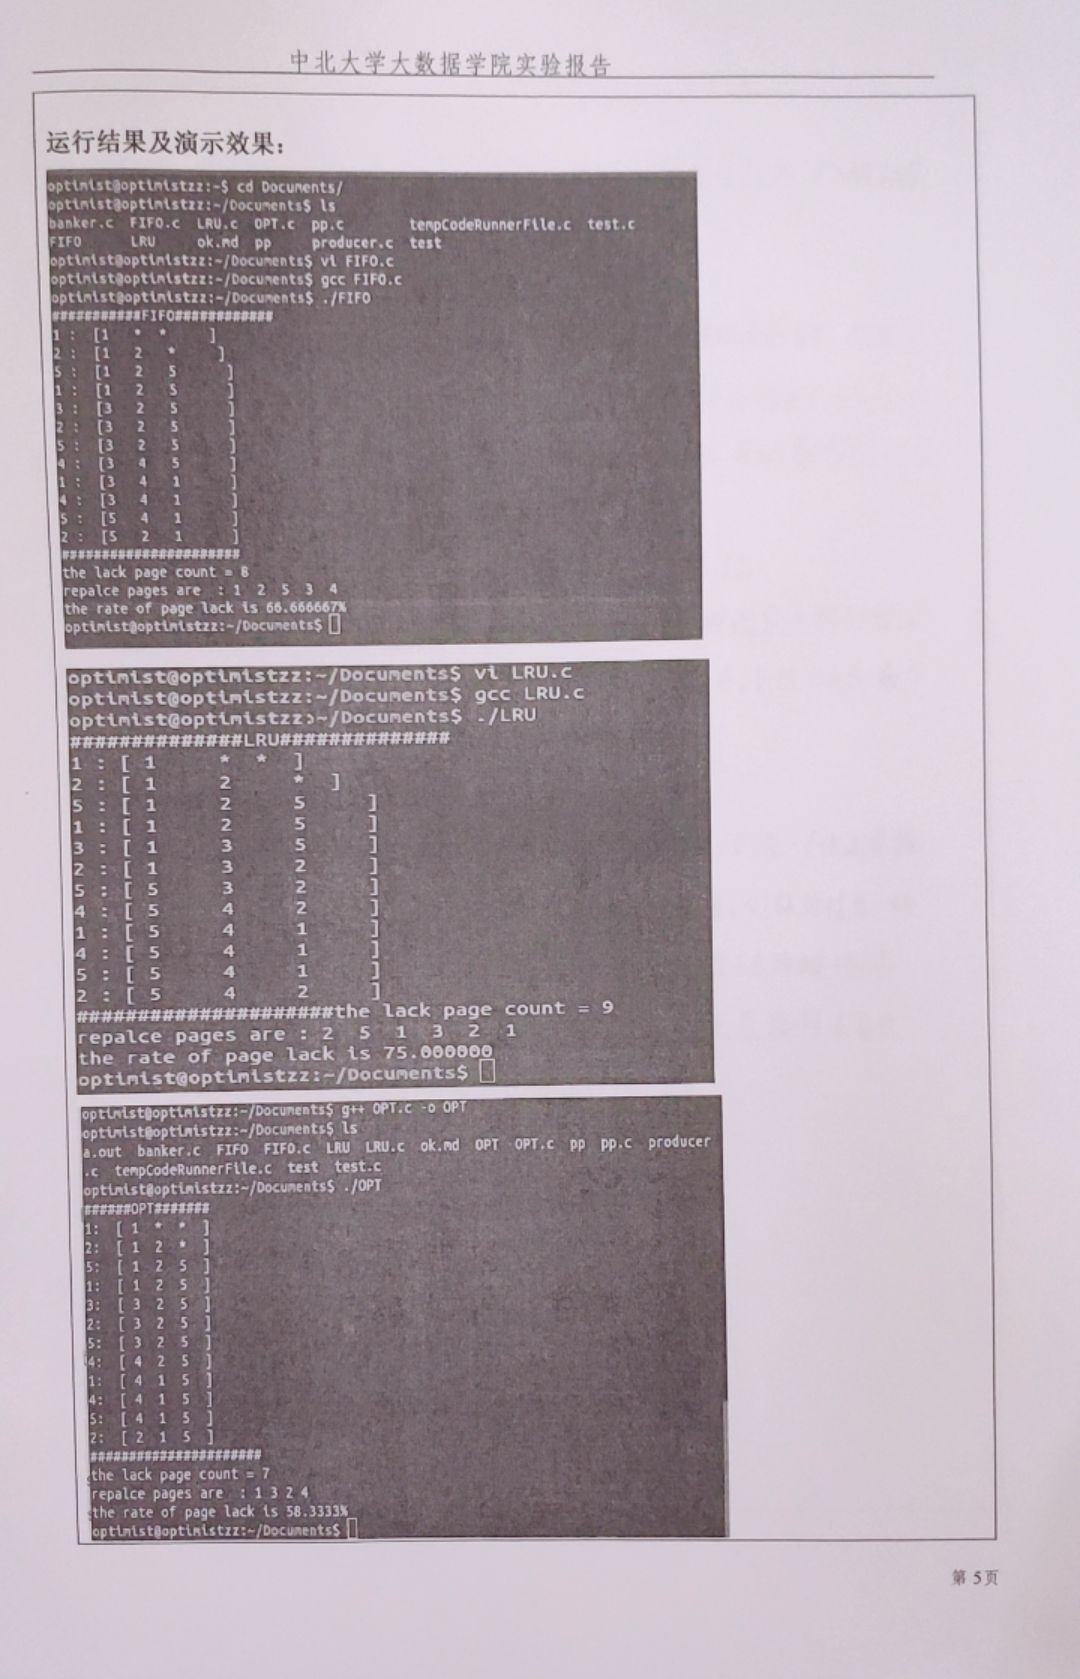 中北大学大数据学院实验报告
运行结果及演示效果:
optimist@optimistzz:~$ cd Documents/
optimist@optimistzz:~/Documents$ ls
banker.c FIFO.c LRU.c OPT.c pp.c tempCodeRunnerFile.c test.c
FIFO LRU ok.md pp producer.c test
optimist@optimistzz:~/Documents$ vi FIFO.c
optimist@optimistzz:~/Documents$ gcc FIFO.c
optimist@optimistzz:~/Documents$ ./FIFO
###########FIFO############
1 : [1 * * ]
2 : [1 2 * ]
5 : [1 2 5 ]
1 : [1 2 5 ]
3 : [3 2 5 ]
2 : [3 2 5 ]
5 : [3 2 5 ]
4 : [3 4 5 ]
1 : [3 4 1 ]
4 : [3 4 1 ]
5 : [5 4 1 ]
2 : [5 2 1 ]
######################
the lack page count = 8
repalce pages are : 1 2 5 3 4
the rate of page lack is 66.666667%
optimist@optimistzz:~/Documents$
optimist@optimistzz:~/Documents$ vi LRU.c
optimist@optimistzz:~/Documents$ gcc LRU.c
optimist@optimistzz:~/Documents$ ./LRU
##############LRU##############
1 : [ 1 * * ]
2 : [ 1 2 * ]
5 : [ 1 2 5 ]
1 : [ 1 2 5 ]
3 : [ 1 3 5 ]
2 : [ 1 3 2 ]
5 : [ 5 3 2 ]
4 : [ 5 4 2 ]
1 : [ 5 4 1 ]
4 : [ 5 4 1 ]
5 : [ 5 4 1 ]
2 : [ 5 4 2 ]
#####################the lack page count = 9
repalce pages are : 2 5 1 3 2 1
the rate of page lack is 75.000000
optimist@optimistzz:~/Documents$
optimist@optimistzz:~/Documents$ g++ OPT.c -o OPT
optimist@optimistzz:~/Documents$ ls
a.out banker.c FIFO FIFO.c LRU LRU.c ok.md OPT OPT.c pp pp.c producer
.c tempCodeRunnerFile.c test test.c
optimist@optimistzz:~/Documents$ ./OPT
######OPT#######
1: [ 1 * * ]
2: [ 1 2 * ]
5: [ 1 2 5 ]
1: [ 1 2 5 ]
3: [ 3 2 5 ]
2: [ 3 2 5 ]
5: [ 3 2 5 ]
4: [ 4 2 5 ]
1: [ 4 1 5 ]
4: [ 4 1 5 ]
5: [ 4 1 5 ]
2: [ 2 1 5 ]
######################
the lack page count = 7
repalce pages are : 1 3 2 4
the rate of page lack is 58.3333%
optimist@optimistzz:~/Documents$
第 5页